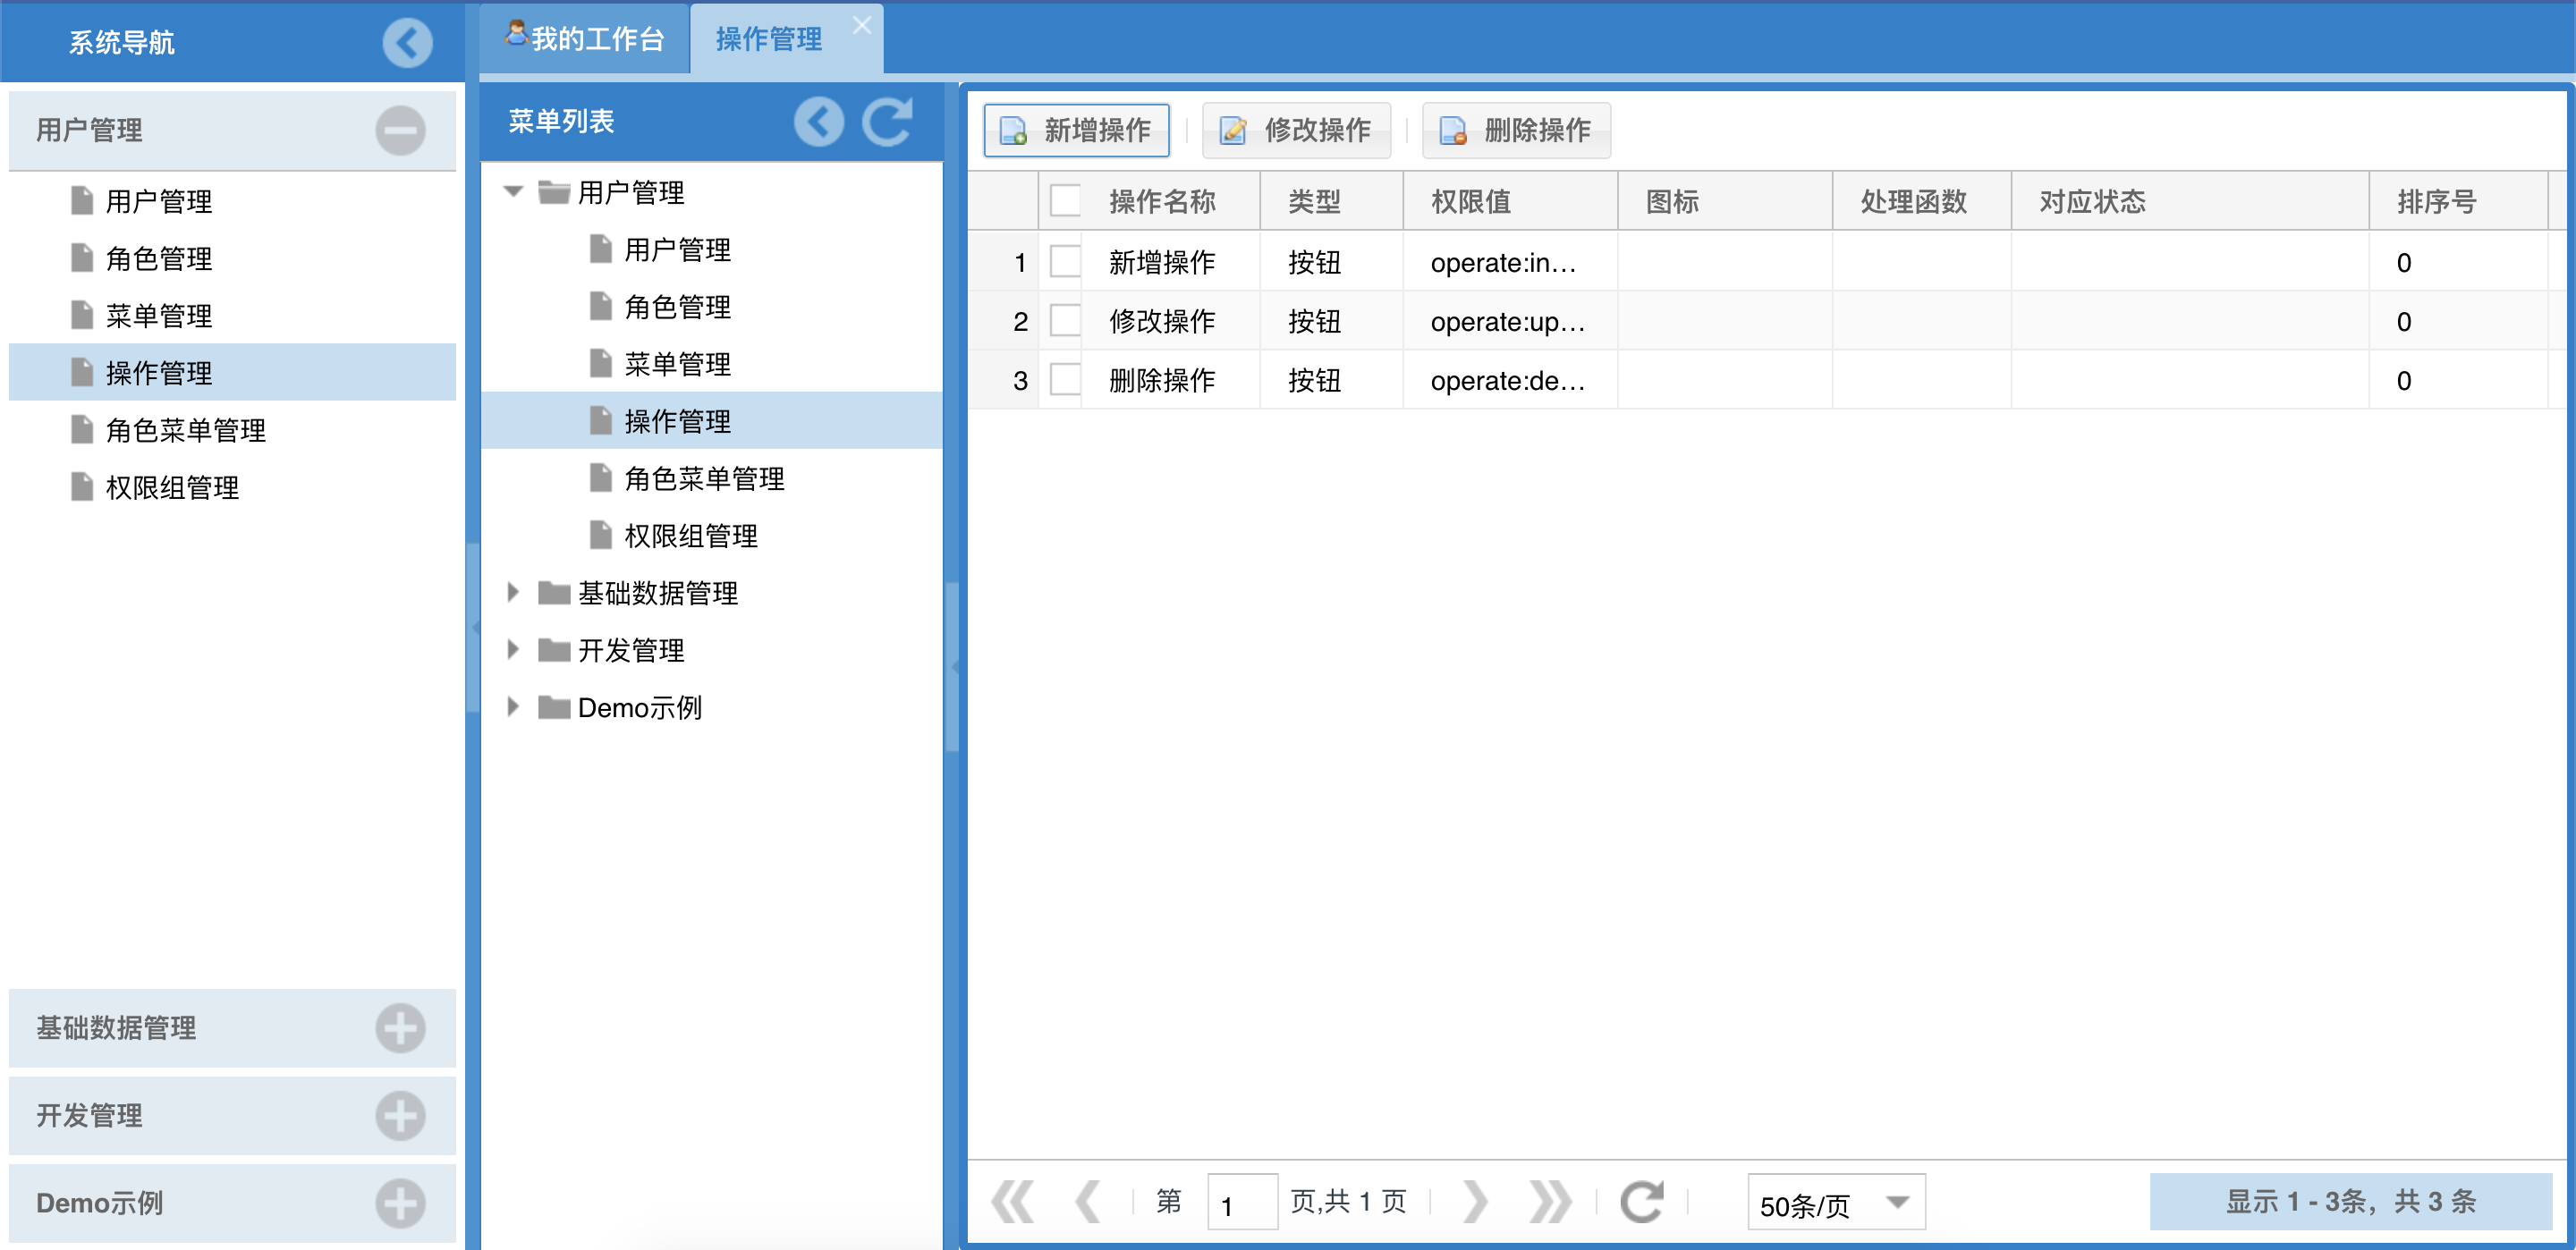 系统导航
用户管理
用户管理
角色管理
菜单管理
操作管理
角色菜单管理
权限组管理
基础数据管理
开发管理
Demo示例
我的工作台 操作管理
菜单列表
用户管理
用户管理
角色管理
菜单管理
操作管理
角色菜单管理
权限组管理
基础数据管理
开发管理
Demo示例
新增操作 修改操作 删除操作
操作名称 类型 权限值 图标 处理函数 对应状态 排序号
1 新增操作 按钮 operate:in... 0
2 修改操作 按钮 operate:up... 0
3 删除操作 按钮 operate:de... 0
第 1 页,共 1 页 50条/页 显示 1 - 3条，共 3 条